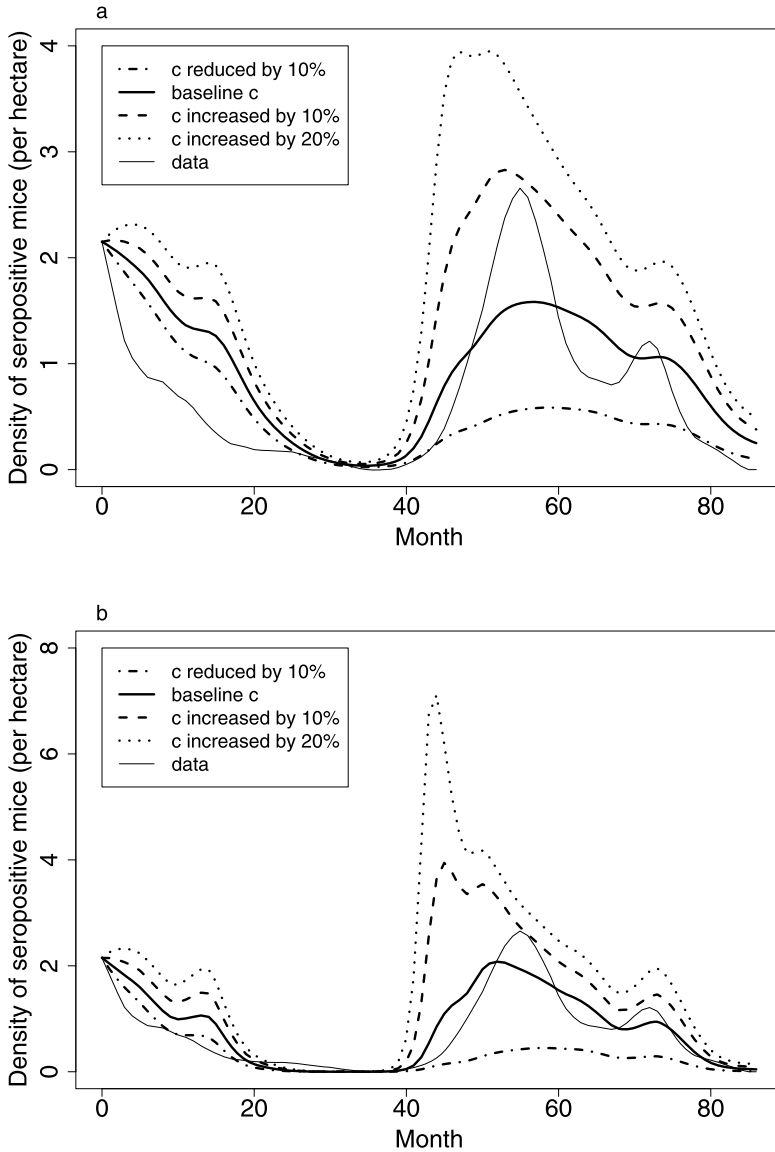 a
Density of seropositive mice (per hectare)
4
3
2
1
0
c reduced by 10%
baseline c
c increased by 10%
c increased by 20%
data
0 20 40 60 80
Month
b
Density of seropositive mice (per hectare)
8
6
4
2
0
c reduced by 10%
baseline c
c increased by 10%
c increased by 20%
data
0 20 40 60 80
Month